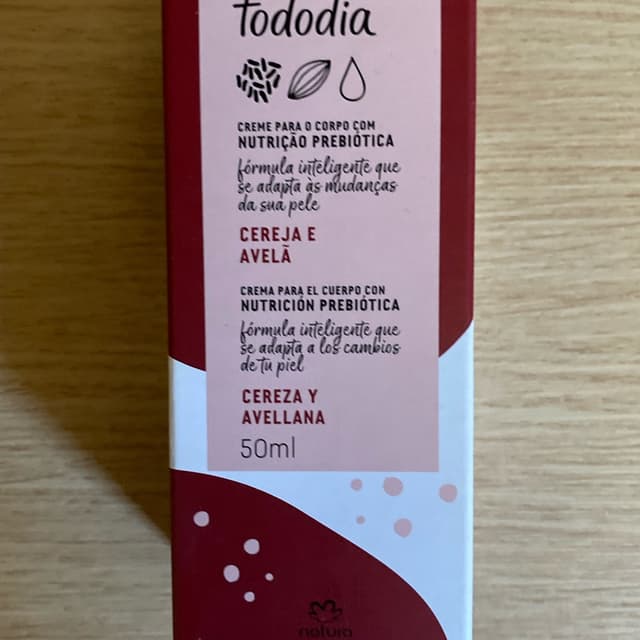 tododia
CREME PARA O CORPO COM
NUTRIÇÃO PREBIÓTICA
fórmula inteligente que
se adapta às mudanças
da sua pele
CEREJA E
AVELÃ
CREMA PARA EL CUERPO CON
NUTRICIÓN PREBIÓTICA
fórmula inteligente que
se adapta a los cambios
de tu piel
CEREZA Y
AVELLANA
50ml
natura